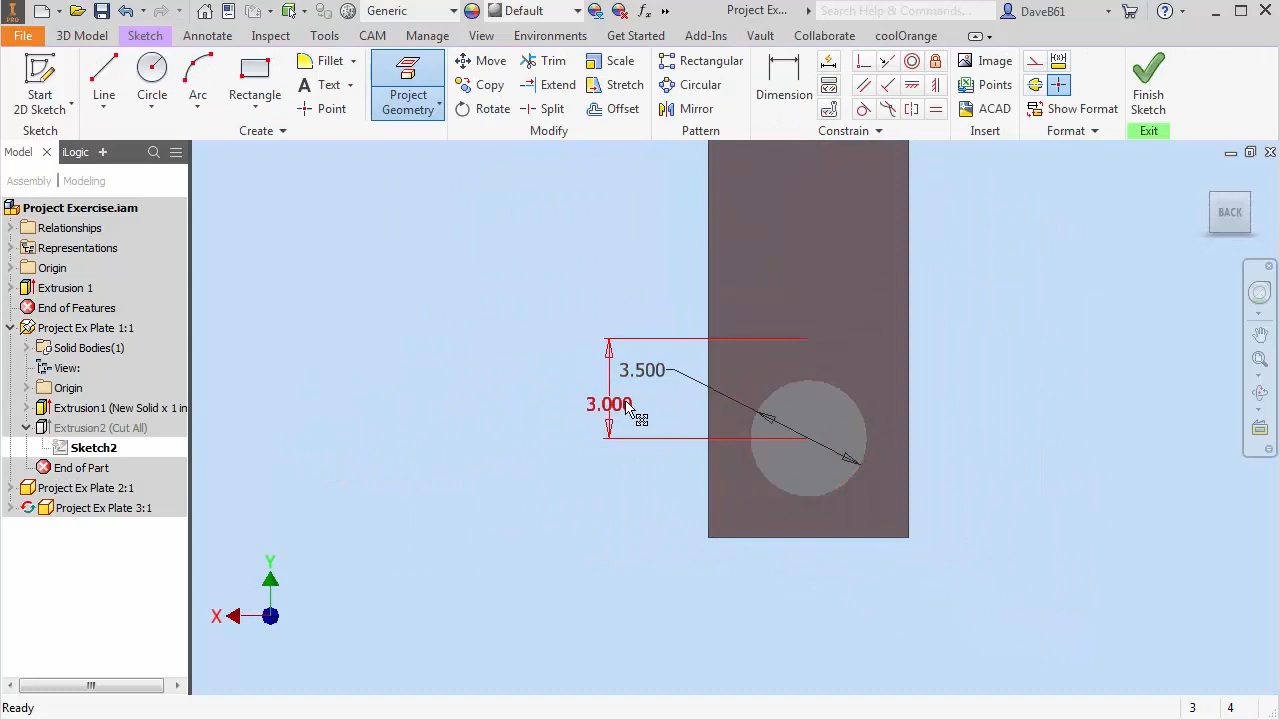 PRO
Generic
Default
fx
Project Ex...
Search Help & Commands...
DaveB61
File
3D Model
Sketch
Annotate
Inspect
Tools
CAM
Manage
View
Environments
Get Started
Add-Ins
Vault
Collaborate
coolOrange
Start
2D Sketch
Line
Circle
Arc
Rectangle
Fillet
Text
Point
Project
Geometry
Move
Copy
Rotate
Trim
Extend
Split
Scale
Stretch
Offset
Rectangular
Circular
Mirror
Dimension
Image
Points
ACAD
Show Format
Finish
Sketch
Sketch
Create
Modify
Pattern
Constrain
Insert
Format
Exit
Model
iLogic
Assembly
Modeling
Project Exercise.iam
Relationships
Representations
Origin
Extrusion 1
End of Features
Project Ex Plate 1:1
Solid Bodies(1)
View:
Origin
Extrusion1 (New Solid x 1 in
Extrusion2 (Cut All)
Sketch2
End of Part
Project Ex Plate 2:1
Project Ex Plate 3:1
BACK
3.500
3.000
Y
X
Ready
3
4